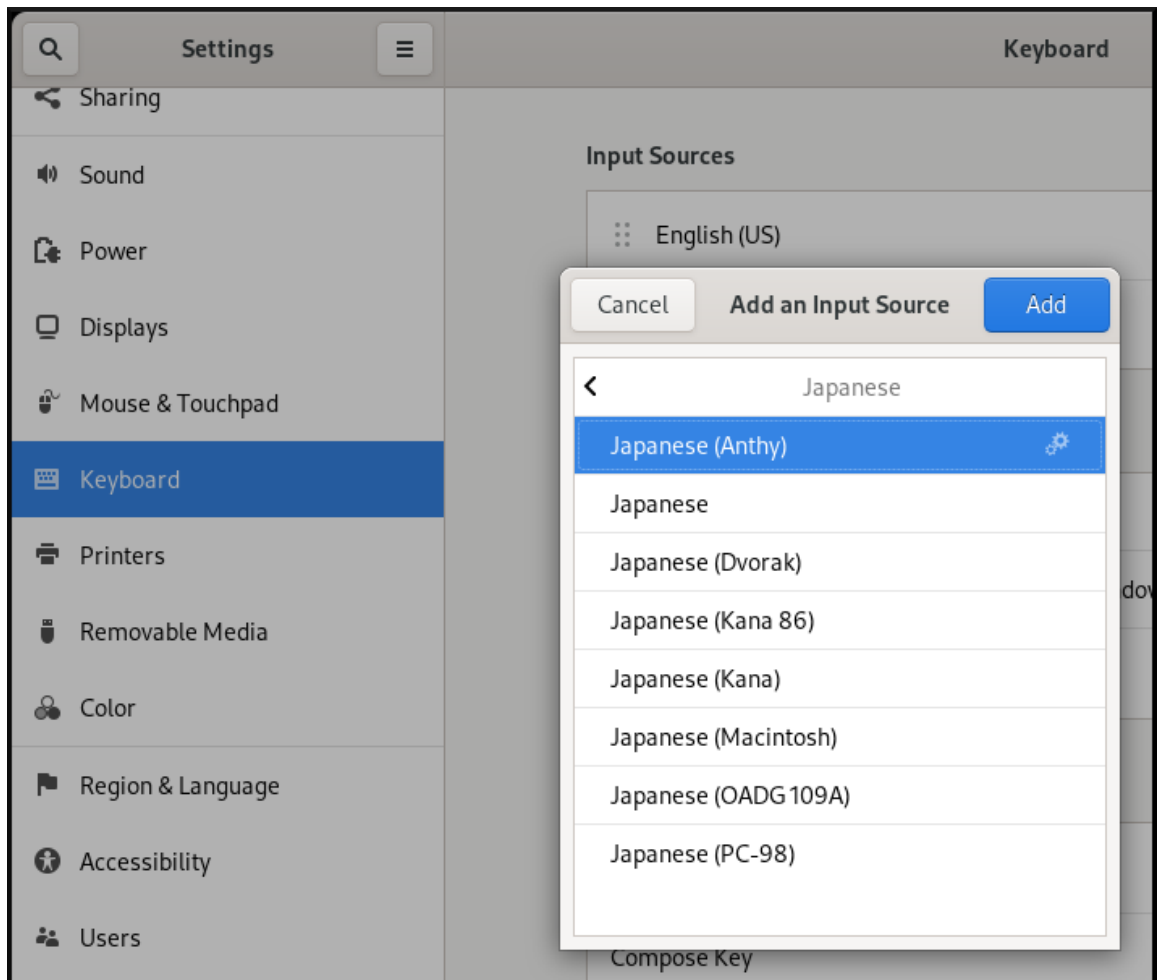 Settings
Keyboard
Sharing
Sound
Power
Displays
Mouse & Touchpad
Keyboard
Printers
Removable Media
Color
Region & Language
Accessibility
Users
Input Sources
English (US)
Cancel
Add an Input Source
Add
Japanese
Japanese (Anthy)
Japanese
Japanese (Dvorak)
Japanese (Kana 86)
Japanese (Kana)
Japanese (Macintosh)
Japanese (OADG 109A)
Japanese (PC-98)
Compose Key